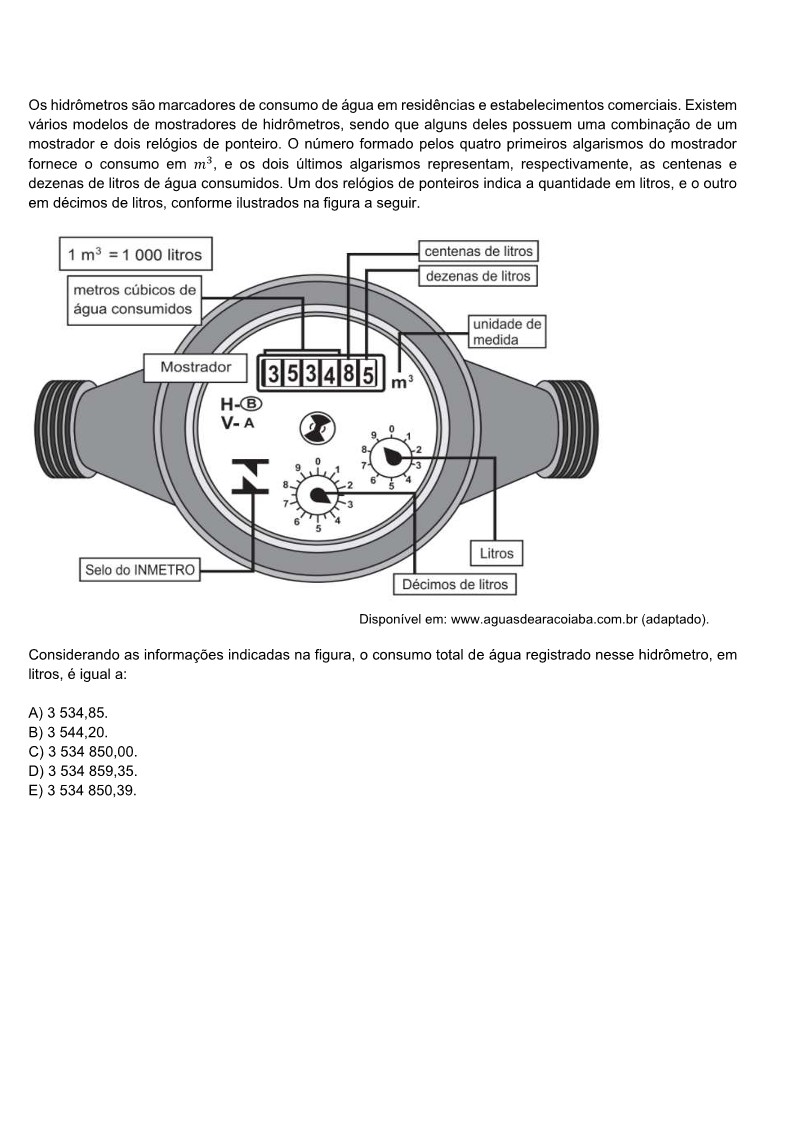 Os hidrômetros são marcadores de consumo de água em residências e estabelecimentos comerciais. Existem
vários modelos de mostradores de hidrômetros, sendo que alguns deles possuem uma combinação de um
mostrador e dois relógios de ponteiro. O número formado pelos quatro primeiros algarismos do mostrador
fornece o consumo em m³, e os dois últimos algarismos representam, respectivamente, as centenas e
dezenas de litros de água consumidos. Um dos relógios de ponteiros indica a quantidade em litros, e o outro
em décimos de litros, conforme ilustrados na figura a seguir.
1 m³ = 1 000 litros
centenas de litros
dezenas de litros
metros cúbicos de
água consumidos
unidade de
medida
Mostrador
3 5 3 4 8 5
m³
H-B
V-A
0 1 2 3 4 5 6 7 8 9
0 1 2 3 4 5 6 7 8 9
Litros
Selo do INMETRO
Décimos de litros
Disponível em: www.aguasdearacoiaba.com.br (adaptado).
Considerando as informações indicadas na figura, o consumo total de água registrado nesse hidrômetro, em
litros, é igual a:
A) 3 534,85.
B) 3 544,20.
C) 3 534 850,00.
D) 3 534 859,35.
E) 3 534 850,39.